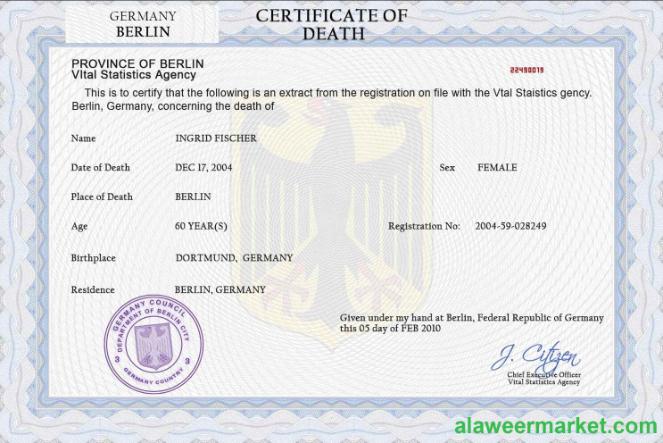 GERMANY
BERLIN
CERTIFICATE OF
DEATH
PROVINCE OF BERLIN
VItal Statistics Agency
22490019
This is to certify that the following is an extract from the registration on file with the Vtal Staistics gency.
Berlin, Germany, concerning the death of
Name INGRID FISCHER
Date of Death DEC 17, 2004 Sex FEMALE
Place of Death BERLIN
Age 60 YEAR(S) Registration No: 2004-59-028249
Birthplace DORTMUND, GERMANY
Residence BERLIN, GERMANY
GERMANY COUNCIL
DEPARTMENT OF BERLIN CITY
3 3
GERMANY COUNTRY
Given under my hand at Berlin, Federal Republic of Germany
this 05 day of FEB 2010
J. Citizen
Chief Executive Officer
Vital Statistics Agency
alaweermarket.com